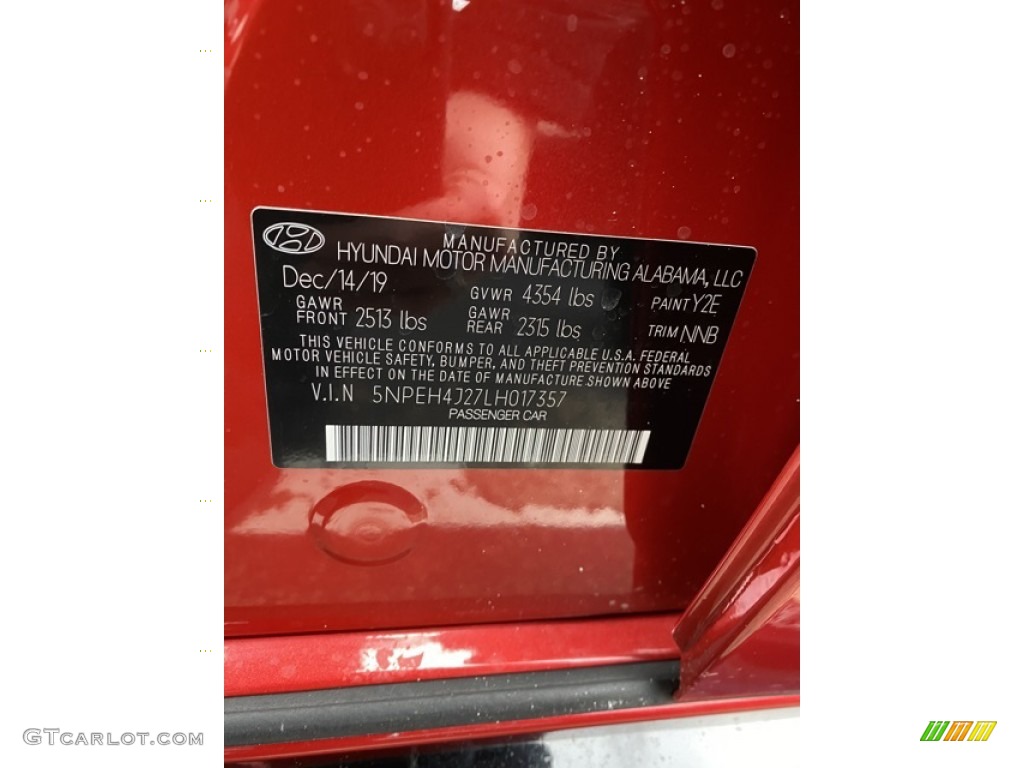 MANUFACTURED BY
HYUNDAI MOTOR MANUFACTURING ALABAMA, LLC
Dec/14/19 GVWR 4354 lbs PAINT Y2E
GAWR FRONT 2513 lbs GAWR REAR 2315 lbs TRIM NNB
THIS VEHICLE CONFORMS TO ALL APPLICABLE U.S.A. FEDERAL
MOTOR VEHICLE SAFETY, BUMPER, AND THEFT PREVENTION STANDARDS
IN EFFECT ON THE DATE OF MANUFACTURE SHOWN ABOVE
V.I.N 5NPEH4J27LH017357
PASSENGER CAR
GTCARLOT.COM